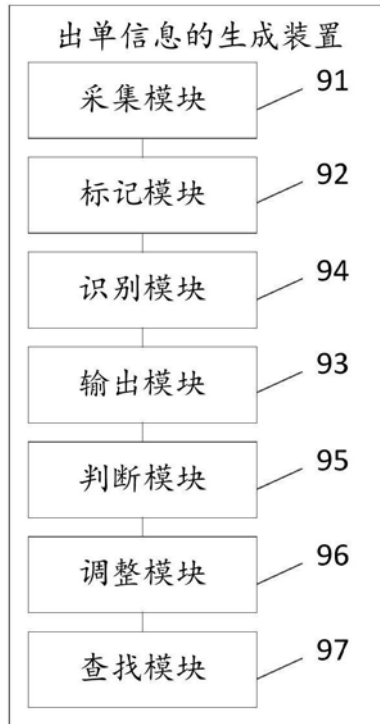 出单信息的生成装置
采集模块 91
标记模块 92
识别模块 94
输出模块 93
判断模块 95
调整模块 96
查找模块 97